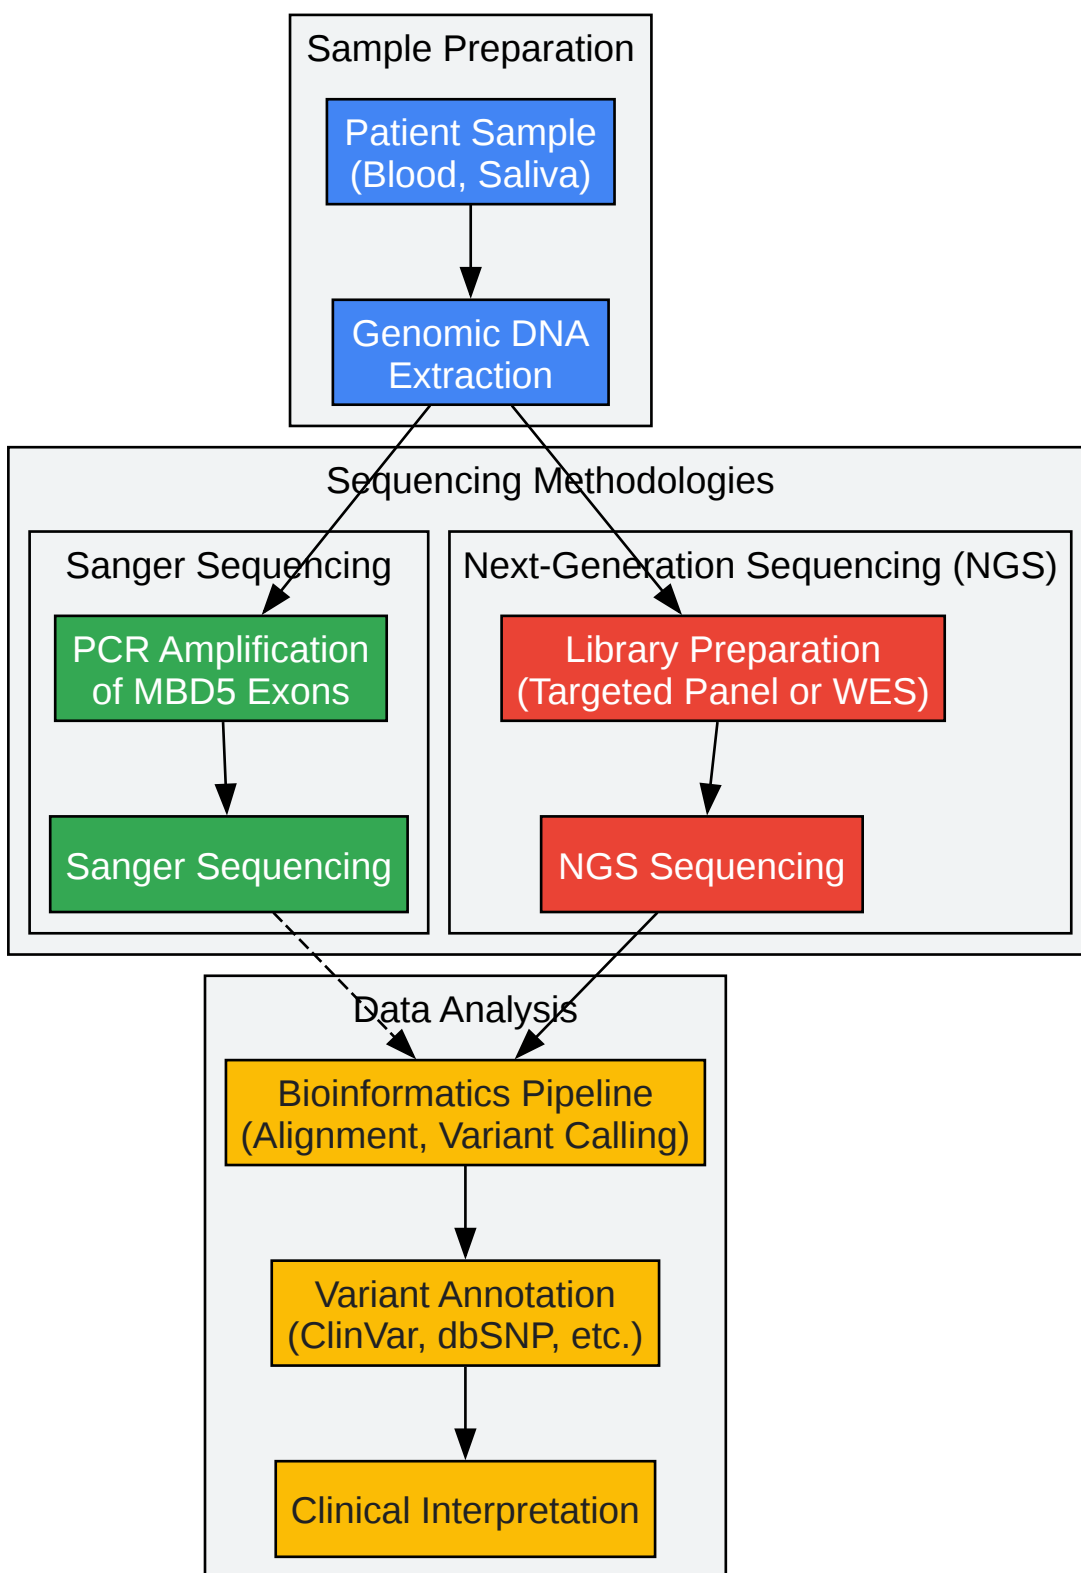 Sample Preparation
Patient Sample
(Blood, Saliva)
Genomic DNA
Extraction
Sequencing Methodologies
Sanger Sequencing
PCR Amplification
of MBD5 Exons
Sanger Sequencing
Next-Generation Sequencing (NGS)
Library Preparation
(Targeted Panel or WES)
NGS Sequencing
Data Analysis
Bioinformatics Pipeline
(Alignment, Variant Calling)
Variant Annotation
(ClinVar, dbSNP, etc.)
Clinical Interpretation